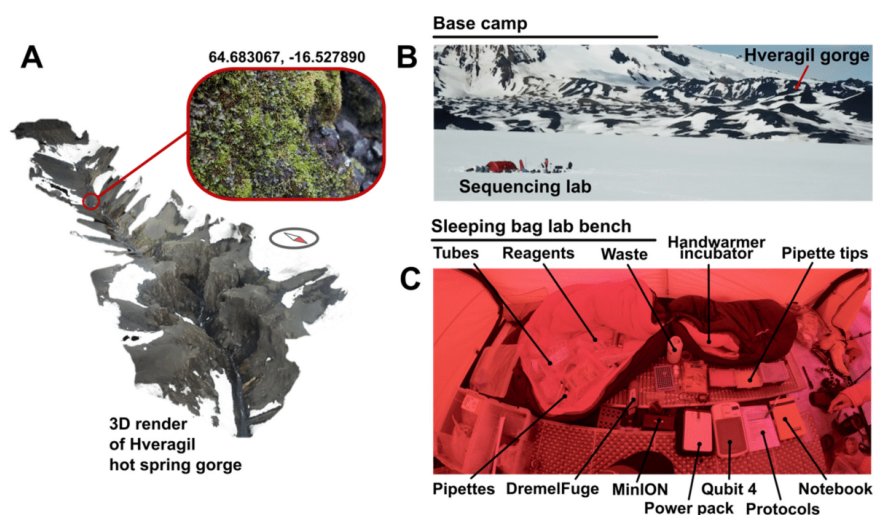 A
64.683067, -16.527890
3D render
of Hveragil
hot spring gorge
Base camp
B
Hveragil gorge
Sequencing lab
Sleeping bag lab bench
Tubes
Reagents
Waste
Handwarmer
incubator
Pipette tips
C
Pipettes
DremelFuge
MinION
Power pack
Qubit 4
Protocols
Notebook